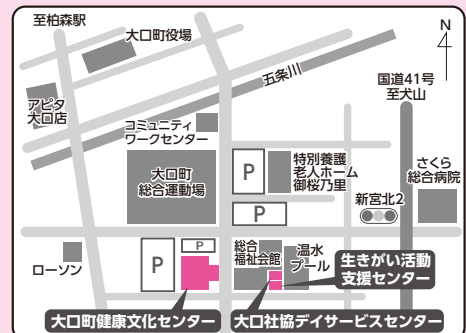 至柏森駅
大口町役場
N
五条川
国道41号
至犬山
アピタ
大口店
コミュニティ
ワークセンター
大口町
総合運動場
P
特別養護
老人ホーム
御桜乃里
さくら
総合病院
新宮北2
P
P
P
総合
福祉会館
温水
プール
生きがい活動
支援センター
ローソン
大口町健康文化センター
大口社協デイサービスセンター